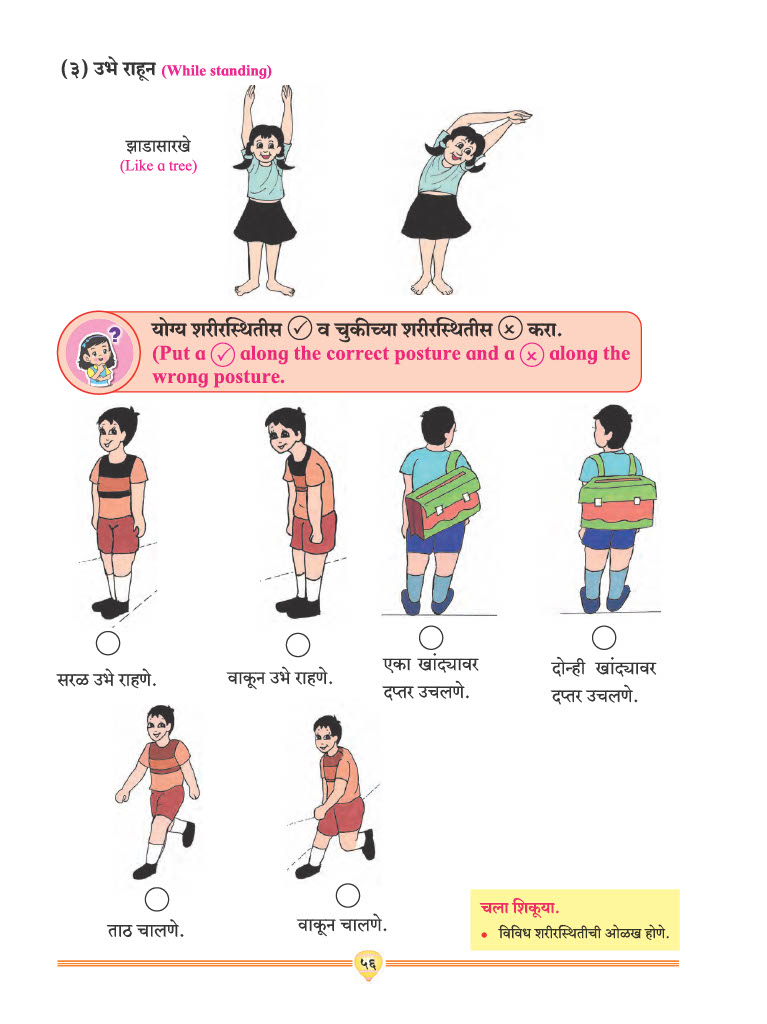 (३) उभे राहून (While standing)
झाडासारखे
(Like a tree)
?
योग्य शरीरस्थितीस ✓ व चुकीच्या शरीरस्थितीस × करा.
(Put a ✓ along the correct posture and a × along the
wrong posture.
सरळ उभे राहणे.
वाकून उभे राहणे.
एका खांद्यावर
दप्तर उचलणे.
दोन्ही खांद्यावर
दप्तर उचलणे.
ताठ चालणे.
वाकून चालणे.
चला शिकूया.
• विविध शरीरस्थितीची ओळख होणे.
५६